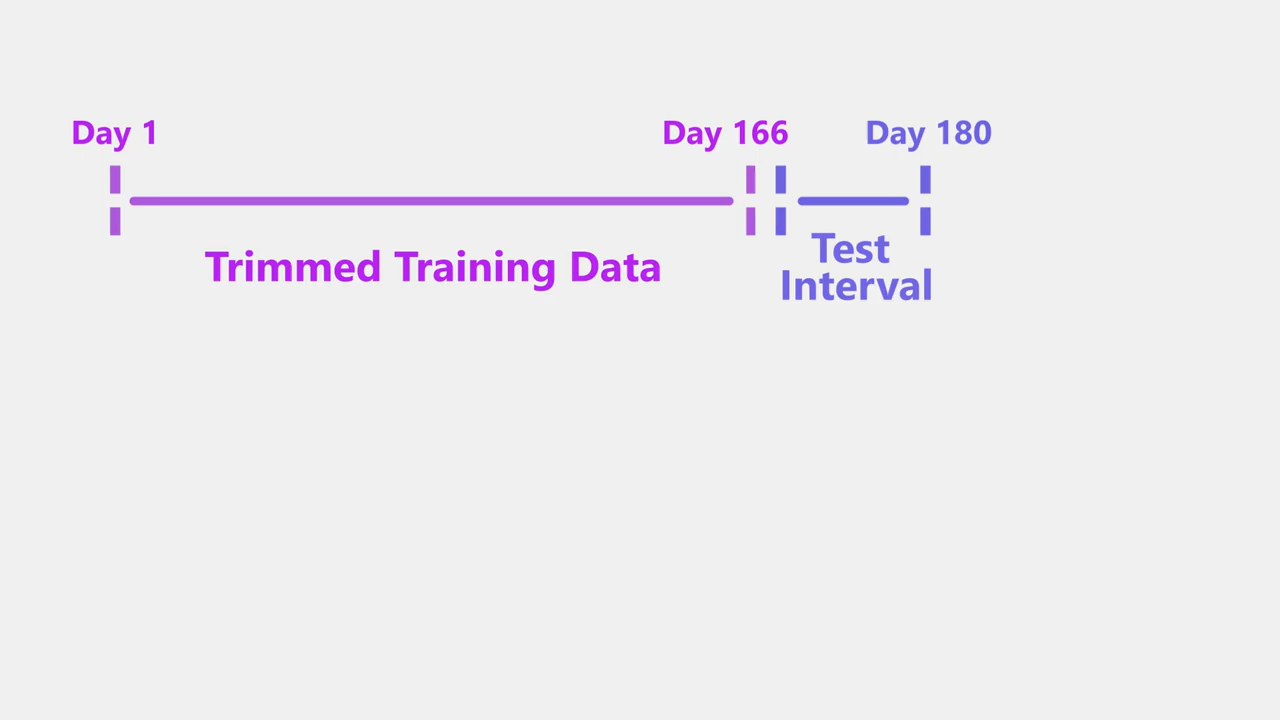 Day 1
Day 166
Day 180
Trimmed Training Data
Test
Interval